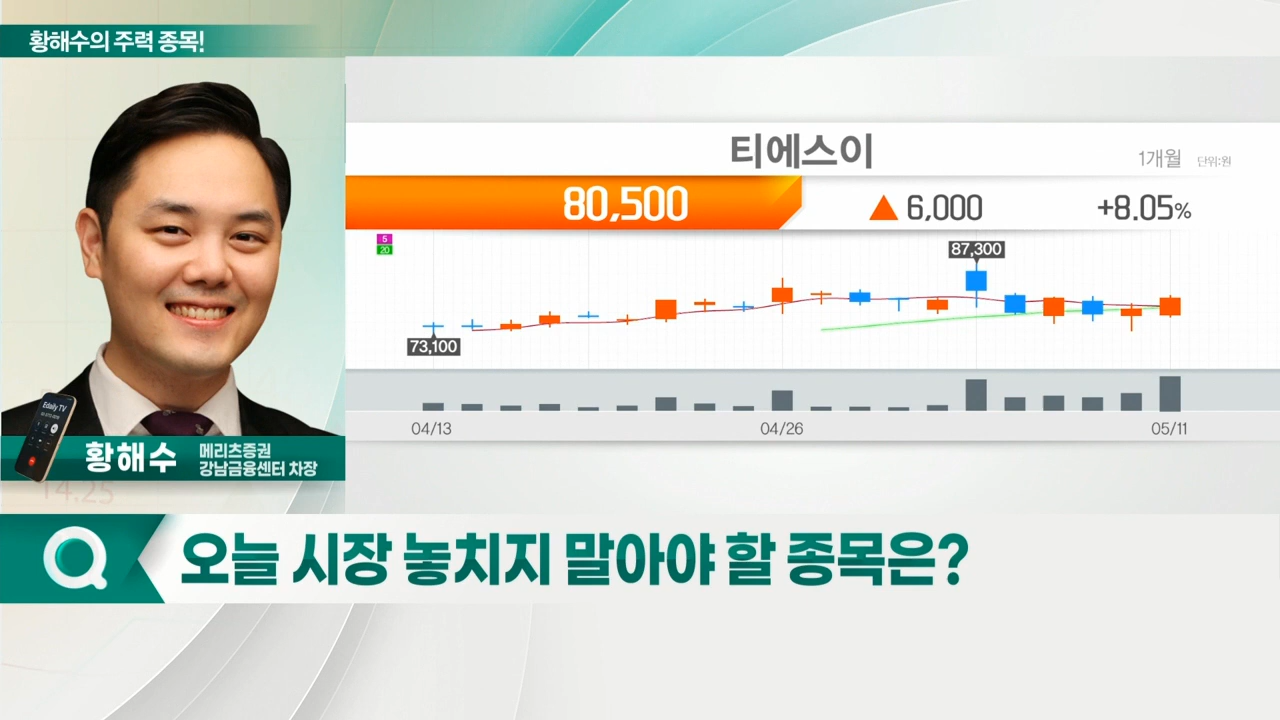 황해수의 주력 종목!
티에스이
1개월 단위:원
80,500
▲ 6,000
+8.05%
5
20
87,300
73,100
04/13
04/26
05/11
Edaily TV
황해수
메리츠증권
강남금융센터 차장
14.25
Q
오늘 시장 놓치지 말아야 할 종목은?